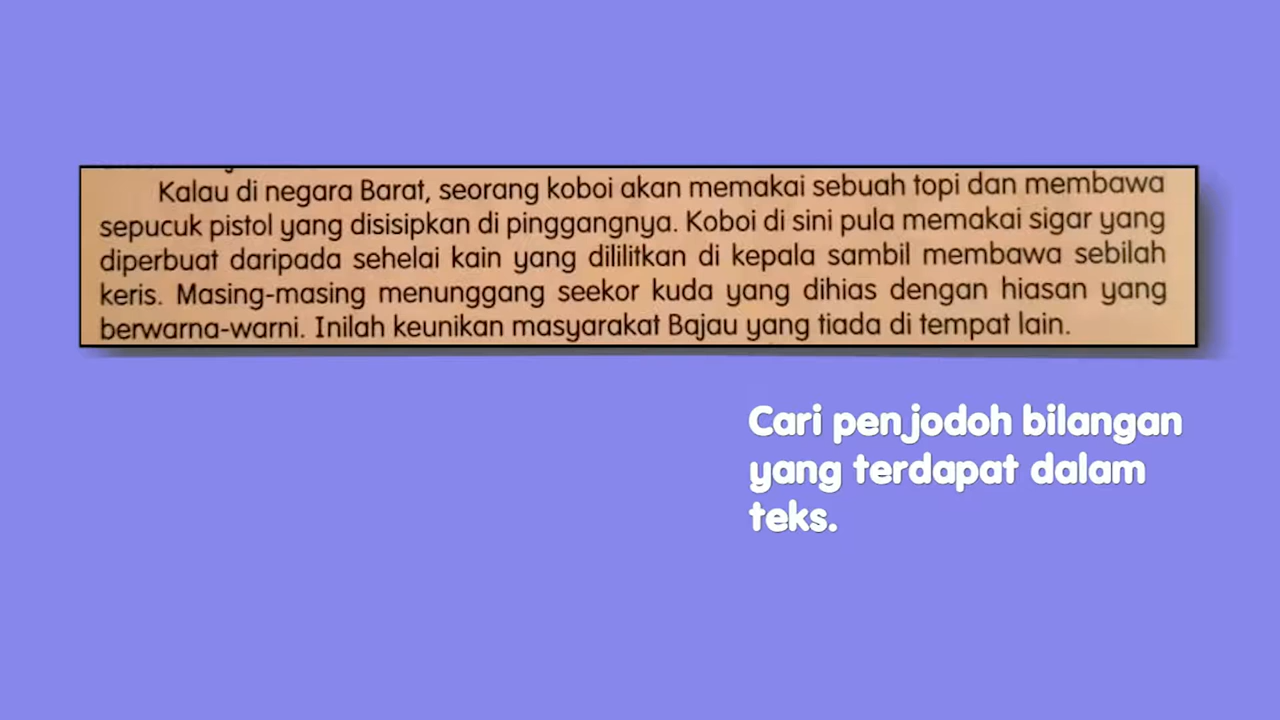 Kalau di negara Barat, seorang koboi akan memakai sebuah topi dan membawa
sepucuk pistol yang disisipkan di pinggangnya. Koboi di sini pula memakai sigar yang
diperbuat daripada sehelai kain yang dililitkan di kepala sambil membawa sebilah
keris. Masing-masing menunggang seekor kuda yang dihias dengan hiasan yang
berwarna-warni. Inilah keunikan masyarakat Bajau yang tiada di tempat lain.
Cari penjodoh bilangan
yang terdapat dalam
teks.